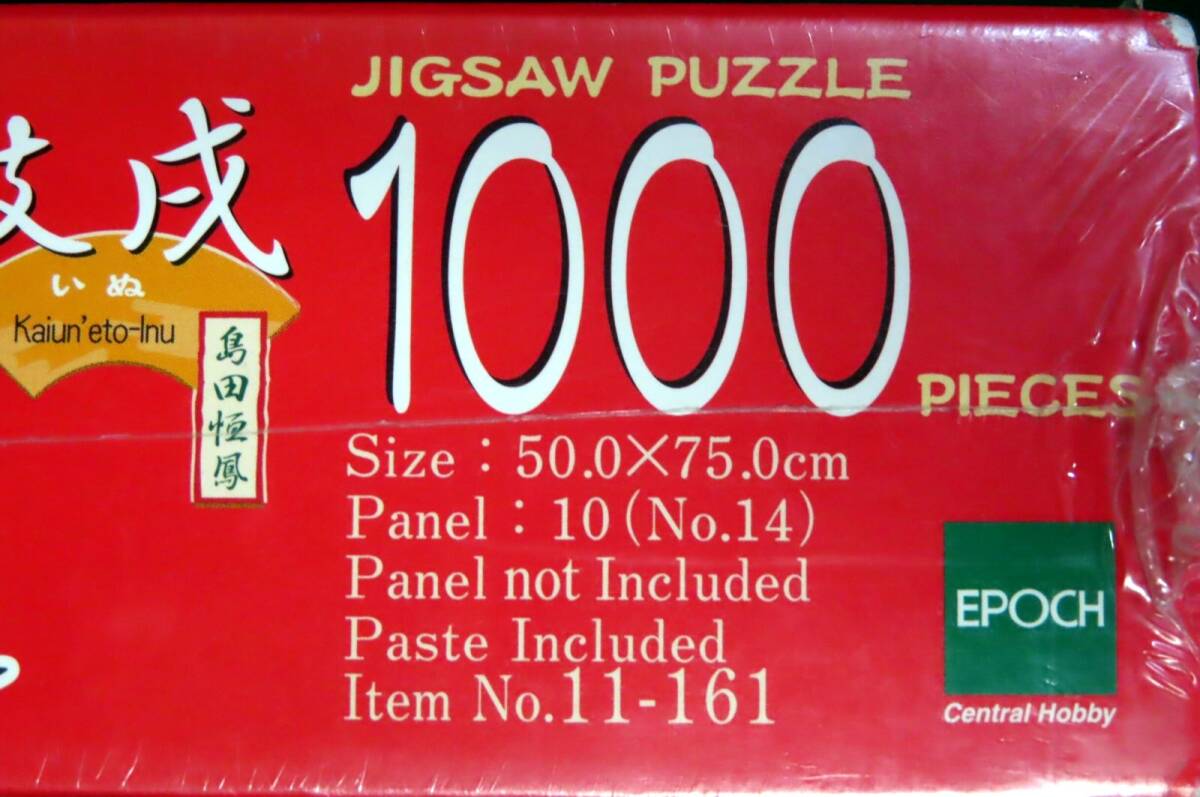 JIGSAW PUZZLE
戌
1000
PIECES
いぬ
Kaiun'eto-Inu
島田恒鳳
Size : 50.0×75.0cm
Panel : 10 (No.14)
Panel not Included
Paste Included
Item No.11-161
EPOCH
Central Hobby